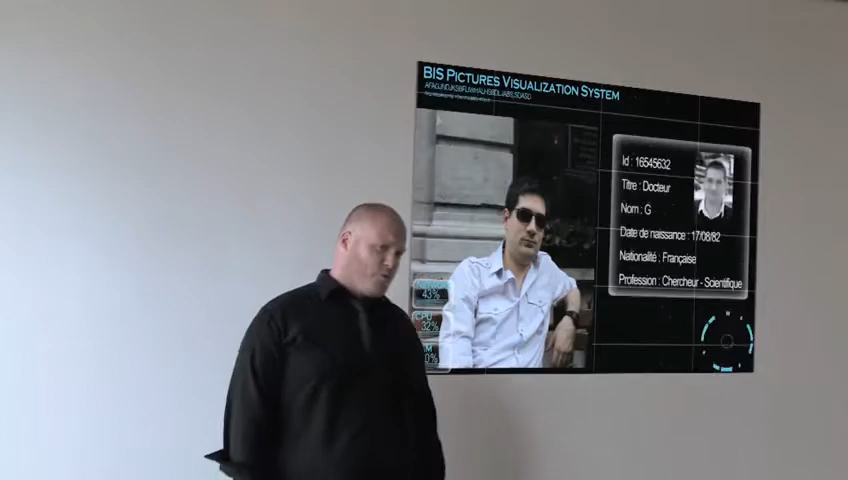 BIS PICTURES VISUALIZATION SYSTEM
Id : 16545632
Titre : Docteur
Nom : G
Date de naissance : 17/08/82
Nationalité : Française
Profession : Chercheur - Scientifique
43%
CPU
32%